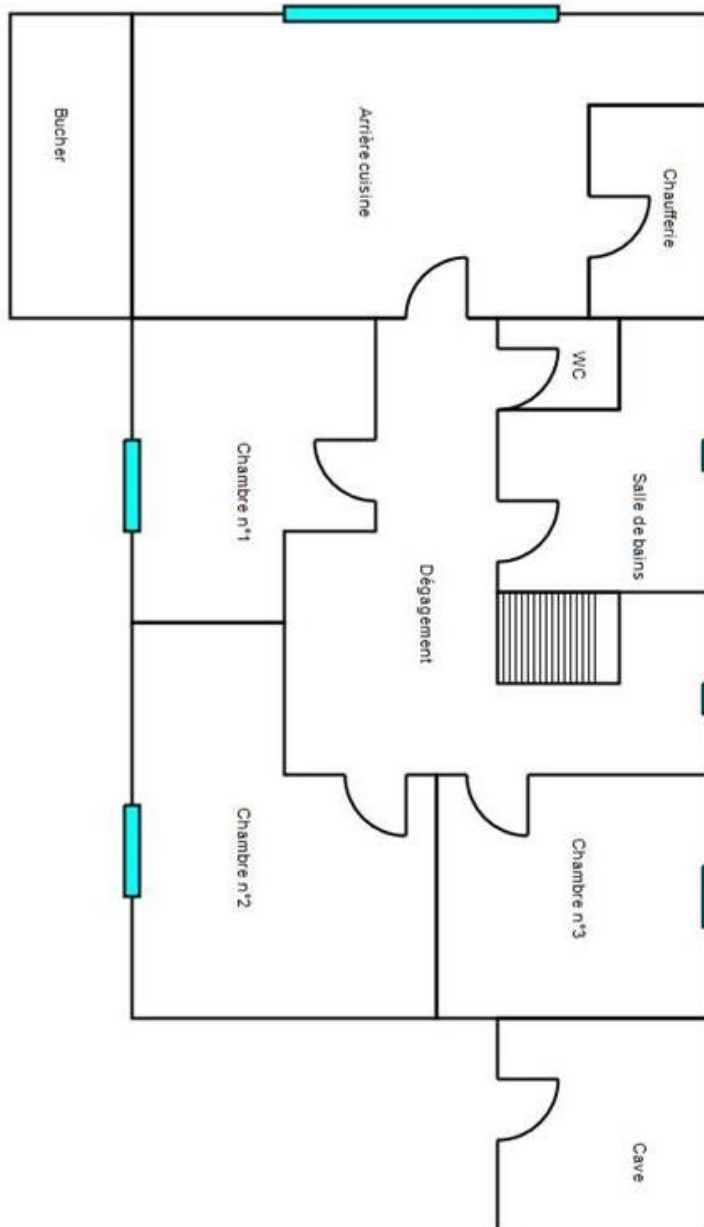 Bucher
Arrière cuisine
Chaufferie
WC
Salle de bains
Chambre n°1
Dégagement
Chambre n°2
Chambre n°3
Cave